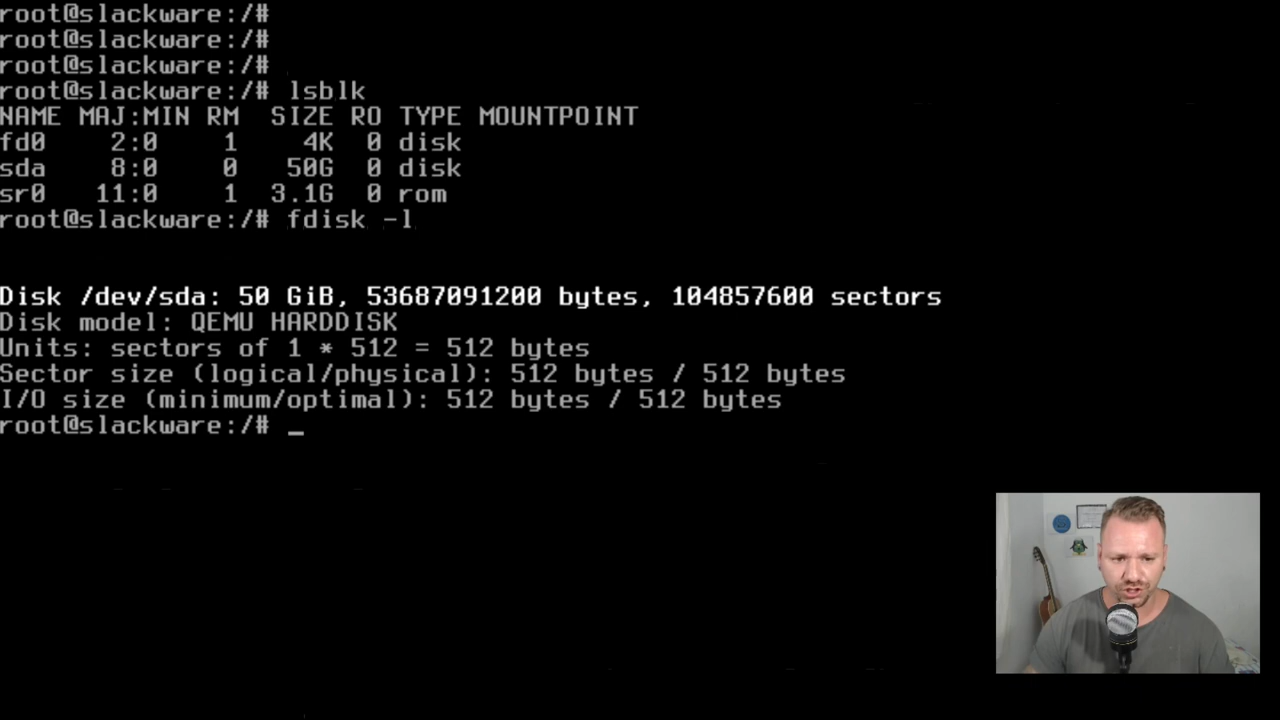 root@slackware:/#
root@slackware:/#
root@slackware:/#
root@slackware:/# lsblk
NAME MAJ:MIN RM SIZE RO TYPE MOUNTPOINT
fd0 2:0 1 4K 0 disk
sda 8:0 0 50G 0 disk
sr0 11:0 1 3.1G 0 rom
root@slackware:/# fdisk -l
Disk /dev/sda: 50 GiB, 53687091200 bytes, 104857600 sectors
Disk model: QEMU HARDDISK
Units: sectors of 1 * 512 = 512 bytes
Sector size (logical/physical): 512 bytes / 512 bytes
I/O size (minimum/optimal): 512 bytes / 512 bytes
root@slackware:/# _